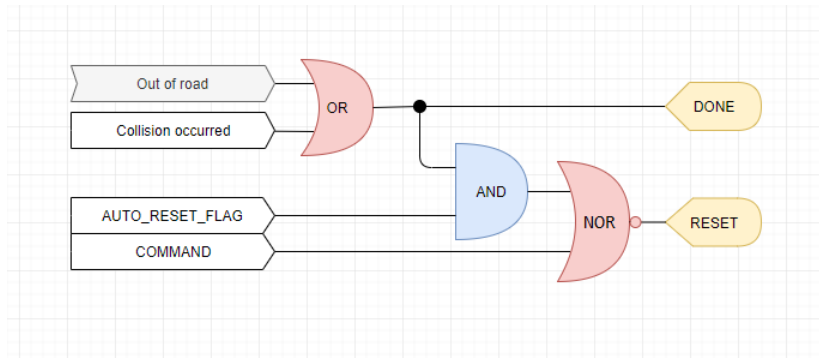 Out of road
OR
DONE
Collision occurred
AND
AUTO_RESET_FLAG
NOR
RESET
COMMAND